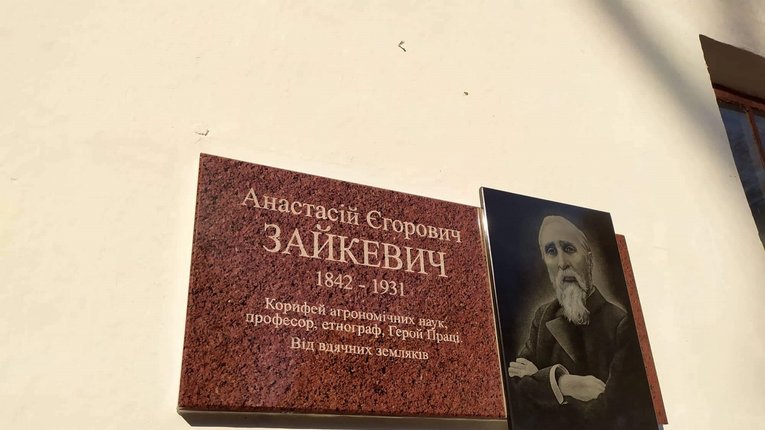 Анастасій Єгорович
ЗАЙКЕВИЧ
1842 - 1931
Корифей агрономічних наук,
професор, етнограф, Герой Праці.
Від вдячних земляків